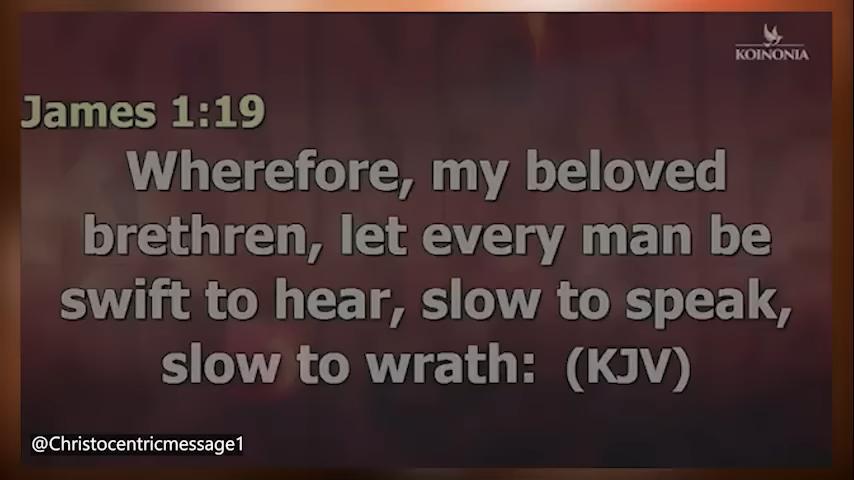 KOINONIA
James 1:19
Wherefore, my beloved
brethren, let every man be
swift to hear, slow to speak,
slow to wrath: (KJV)
@Christocentricmessage1